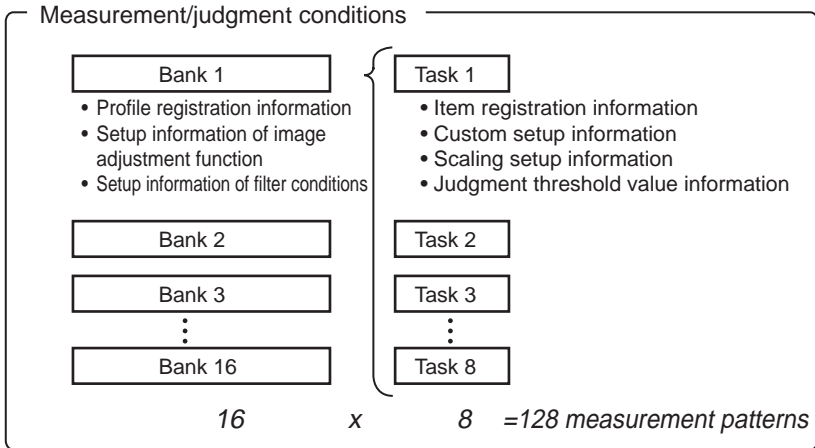 Measurement/judgment conditions
Bank 1
• Profile registration information
• Setup information of image
adjustment function
• Setup information of filter conditions
Bank 2
Bank 3
Bank 16
Task 1
• Item registration information
• Custom setup information
• Scaling setup information
• Judgment threshold value information
Task 2
Task 3
Task 8
16 x 8 =128 measurement patterns